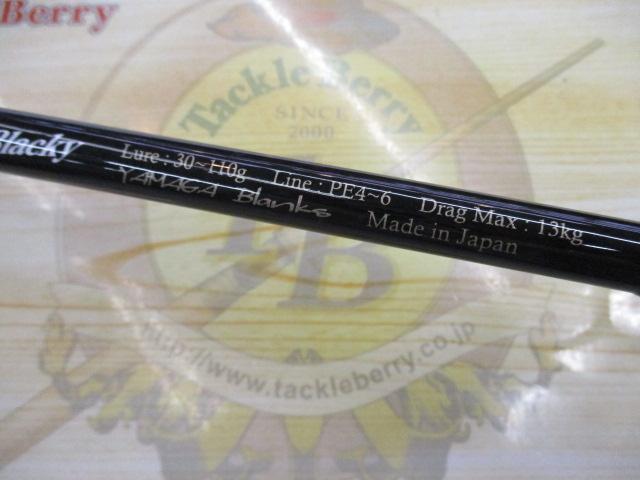 Berry
TackleBerry
SINCE
2000
Blacky
Lure : 30~110g Line : PE4~6 Drag Max : 13kg
YAMAGA Blanks Made in Japan
B
http://www.tackleberry.co.jp